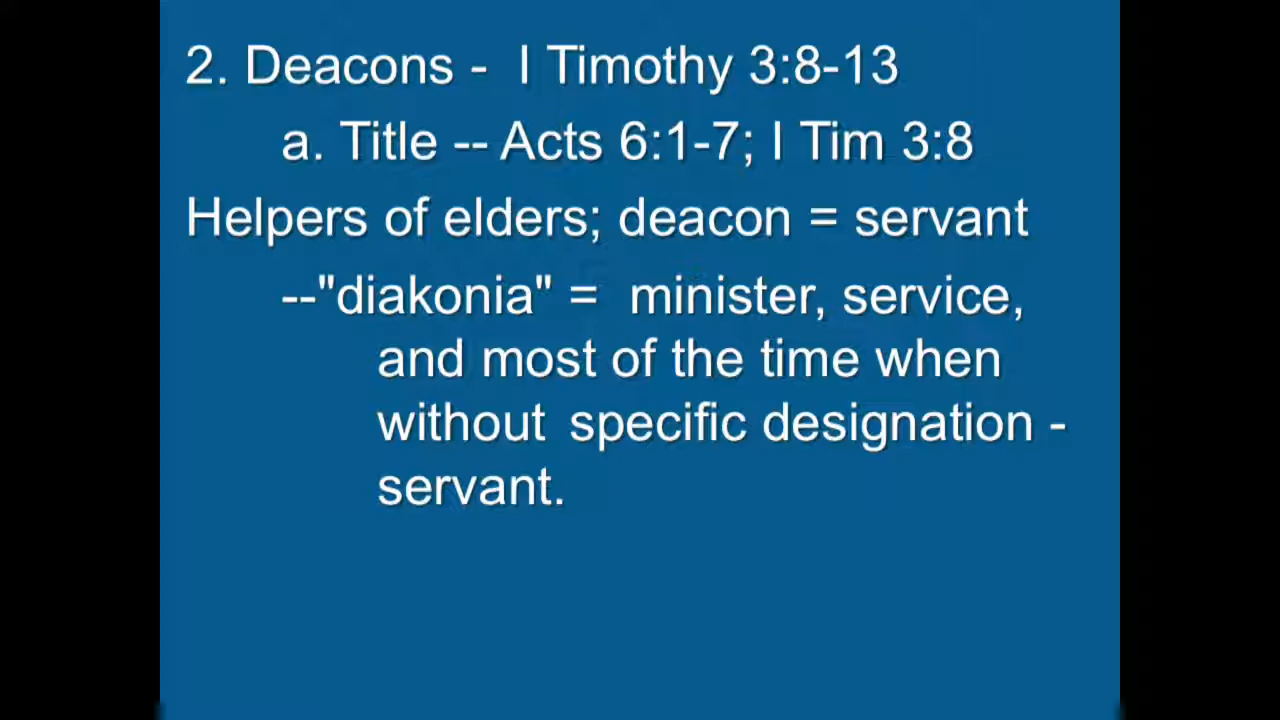 2. Deacons - I Timothy 3:8-13
a. Title -- Acts 6:1-7; I Tim 3:8
Helpers of elders; deacon = servant
--"diakonia" = minister, service,
and most of the time when
without specific designation -
servant.